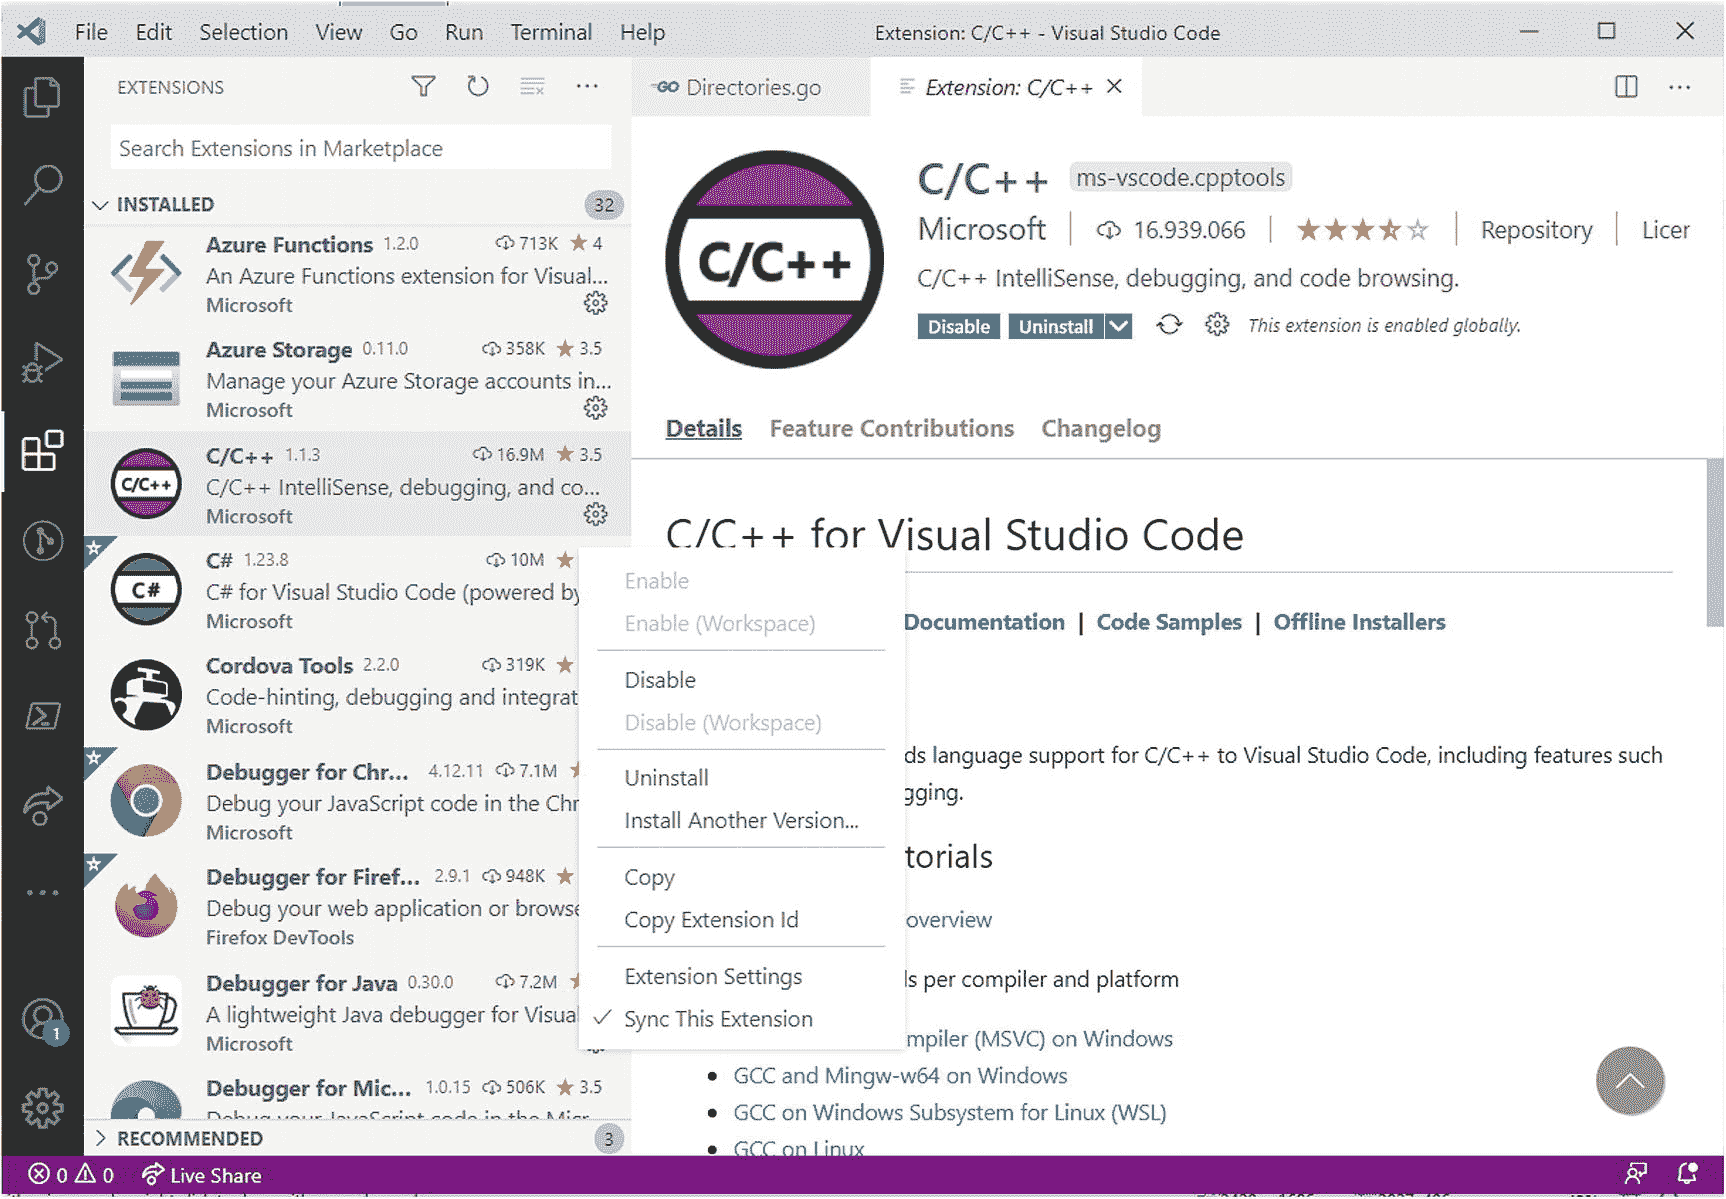 File Edit Selection View Go Run Terminal Help Extension: C/C++ - Visual Studio Code
EXTENSIONS
Search Extensions in Marketplace
INSTALLED 32
Azure Functions 1.2.0 713K 4
An Azure Functions extension for Visual...
Microsoft
Azure Storage 0.11.0 358K 3.5
Manage your Azure Storage accounts in...
Microsoft
C/C++ 1.1.3 16.9M 3.5
C/C++ IntelliSense, debugging, and co...
Microsoft
C/C++
C# 1.23.8 10M
C# for Visual Studio Code (powered by
Microsoft
C#
Cordova Tools 2.2.0 319K
Code-hinting, debugging and integrat
Microsoft
Debugger for Chr... 4.12.11 7.1M
Debug your JavaScript code in the Chr
Microsoft
Debugger for Firef... 2.9.1 948K
Debug your web application or browse
Firefox DevTools
Debugger for Java 0.30.0 7.2M
A lightweight Java debugger for Visual
Microsoft
Debugger for Mic... 1.0.15 506K 3.5
Debug your JavaScript code in the Micr
RECOMMENDED 3
Directories.go Extension: C/C++
C/C++
C/C++ ms-vscode.cpptools
Microsoft 16.939.066 Repository Licer
C/C++ IntelliSense, debugging, and code browsing.
Disable Uninstall This extension is enabled globally.
Details Feature Contributions Changelog
C/C++ for Visual Studio Code
Documentation | Code Samples | Offline Installers
ds language support for C/C++ to Visual Studio Code, including features such
gging.
torials
overview
ls per compiler and platform
mpiler (MSVC) on Windows
GCC and Mingw-w64 on Windows
GCC on Windows Subsystem for Linux (WSL)
GCC on Linux
Enable
Enable (Workspace)
Disable
Disable (Workspace)
Uninstall
Install Another Version...
Copy
Copy Extension Id
Extension Settings
Sync This Extension
1
0 0 Live Share